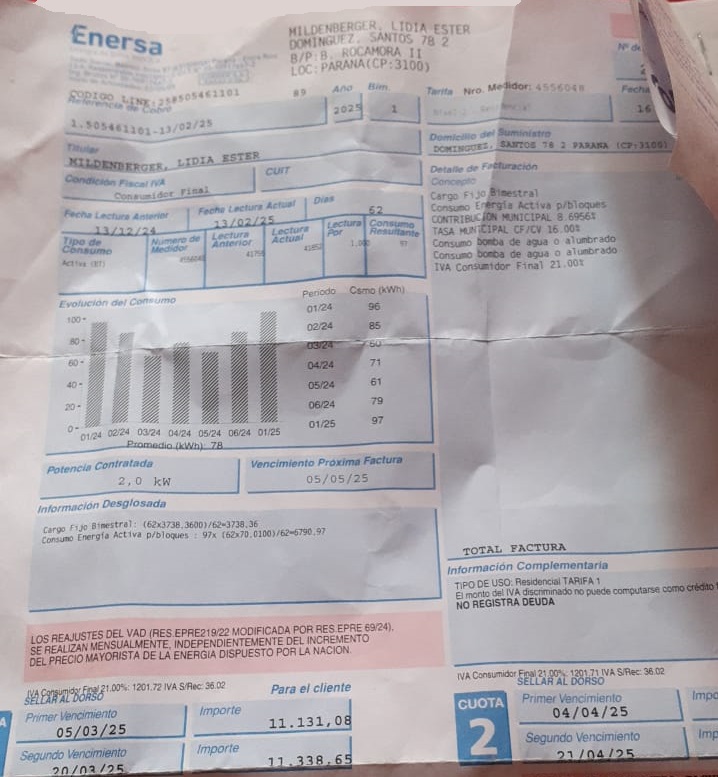 Enersa
MILDENBERGER, LIDIA ESTER
DOMINGUEZ, SANTOS 78 2
B/P:B. ROCAMORA II
LOC:PARANA(CP:3100)
CODIGO LINK:258505461101
89
Referencia de Cobro
1.505461101-13/02/25
Año
2025
Bim.
1
Tarifa Nro. Medidor: 4556048
Nº de
Fecha
16
Titular
MILDENBERGER, LIDIA ESTER
Domicilio del Suministro
DOMINGUEZ, SANTOS 78 2 PARANA (CP:3100)
Condición Fiscal IVA
Consumidor Final
CUIT
Fecha Lectura Anterior
13/12/24
Fecha Lectura Actual
13/02/25
Días
62
Tipo de Consumo
Número de Medidor
Lectura Anterior
Lectura Actual
Lectura Por
Consumo Resultante
4556048
41756
1,000
97
Detalle de Facturación
Concepto
Cargo Fijo Bimestral
Consumo Energía Activa p/bloques
CONTRIBUCION MUNICIPAL 8.6956%
TASA MUNICIPAL CF/CV 16.00%
Consumo bomba de agua o alumbrado
Consumo bomba de agua o alumbrado
IVA Consumidor Final 21.00%
Evolución del Consumo
100
80
60
40
20
0
01/24 02/24 03/24 04/24 05/24 06/24 01/25
Promedio (kWh): 78
Período Csmo (kWh)
01/24 96
02/24 85
03/24
04/24 71
05/24 61
06/24 79
01/25 97
Potencia Contratada
2,0 kW
Vencimiento Próxima Factura
05/05/25
Información Desglosada
Cargo Fijo Bimestral: (62x3738,3600)/62=3738,36
Consumo Energía Activa p/bloques : 97x (62x70,0100)/62=6790,97
TOTAL FACTURA
Información Complementaria
TIPO DE USO: Residencial TARIFA 1
El monto del IVA discriminado no puede computarse como crédito
NO REGISTRA DEUDA
LOS REAJUSTES DEL VAD (RES EPRE219/22 MODIFICADA POR RES.EPRE 69/24),
SE REALIZAN MENSUALMENTE, INDEPENDIENTEMENTE DEL INCREMENTO
DEL PRECIO MAYORISTA DE LA ENERGIA DISPUESTO POR LA NACION.
IVA Consumidor Final 21.00%: 1201,72 IVA S/Rec: 36.02
SELLAR AL DORSO
Para el cliente
Primer Vencimiento
05/03/25
Importe
11.131,08
Segundo Vencimiento
20/03/25
Importe
11.338,65
IVA Consumidor Final 21.00%: 1201,71 IVA S/Rec: 36.02
SELLAR AL DORSO
CUOTA
2
Primer Vencimiento
04/04/25
Impo
Segundo Vencimiento
21/04/25
Imp